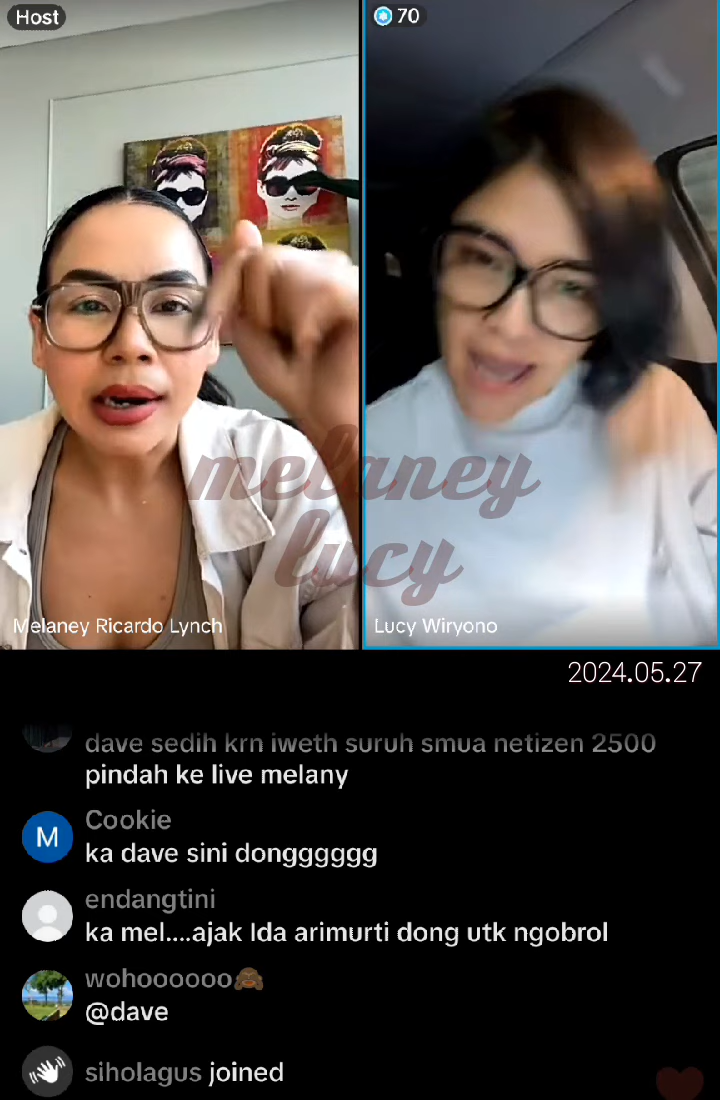 Host
70
melaney
lucy
Melaney Ricardo Lynch
Lucy Wiryono
2024.05.27
dave sedih krn iweth suruh smua netizen 2500
pindah ke live melany
M
Cookie
ka dave sini dongggggg
endangtini
ka mel....ajak Ida arimurti dong utk ngobrol
wohoooooo🙈
@dave
siholagus joined